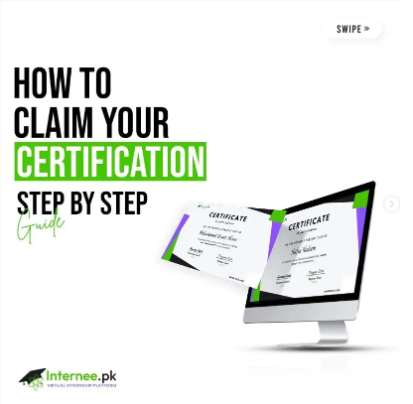 SWIPE »
HOW TO
CLAIM YOUR
CERTIFICATION
STEP BY STEP
Guide
CERTIFICATE
CERTIFICATE
Internee.pk
VIRTUAL INTERNSHIP PLATFORM